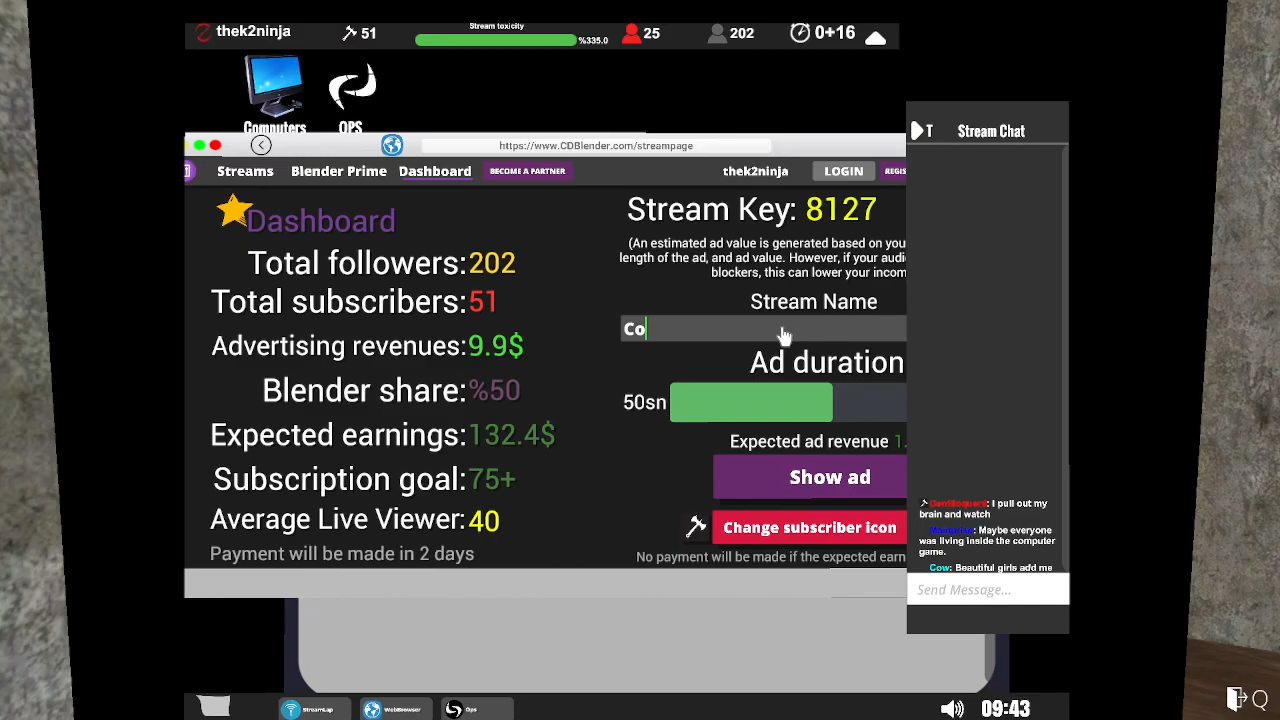 thek2ninja
51
Stream toxicity
%335.0
25
202
0+16
Computers
OPS
https://www.CDBlender.com/streampage
T
Stream Chat
Streams
Blender Prime
Dashboard
BECOME A PARTNER
thek2ninja
LOGIN
REGIS
Dashboard
Total followers:202
Total subscribers:51
Advertising revenues:9.9$
Blender share:%50
Expected earnings:132.4$
Subscription goal:75+
Average Live Viewer:40
Payment will be made in 2 days
Stream Key: 8127
(An estimated ad value is generated based on you
length of the ad, and ad value. However, if your audi
blockers, this can lower your incom
Stream Name
Co
Ad duration
50sn
Expected ad revenue 1.
Show ad
Change subscriber icon
No payment will be made if the expected earn
: I pull out my
brain and watch
: Maybe everyone
was living inside the computer
game.
Cow: Beautiful girls add me
Send Message...
StreamLap
WebBrowser
Ops
09:43
Q